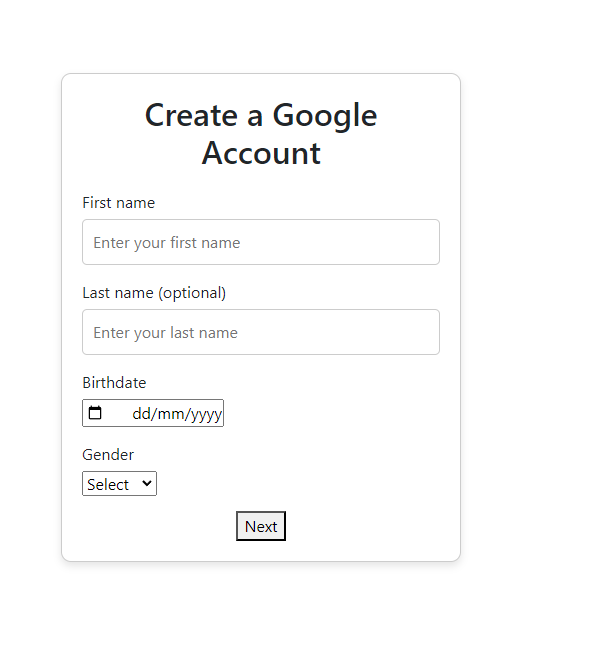 Create a Google
Account
First name
Enter your first name
Last name (optional)
Enter your last name
Birthdate
dd/mm/yyyy
Gender
Select
Next